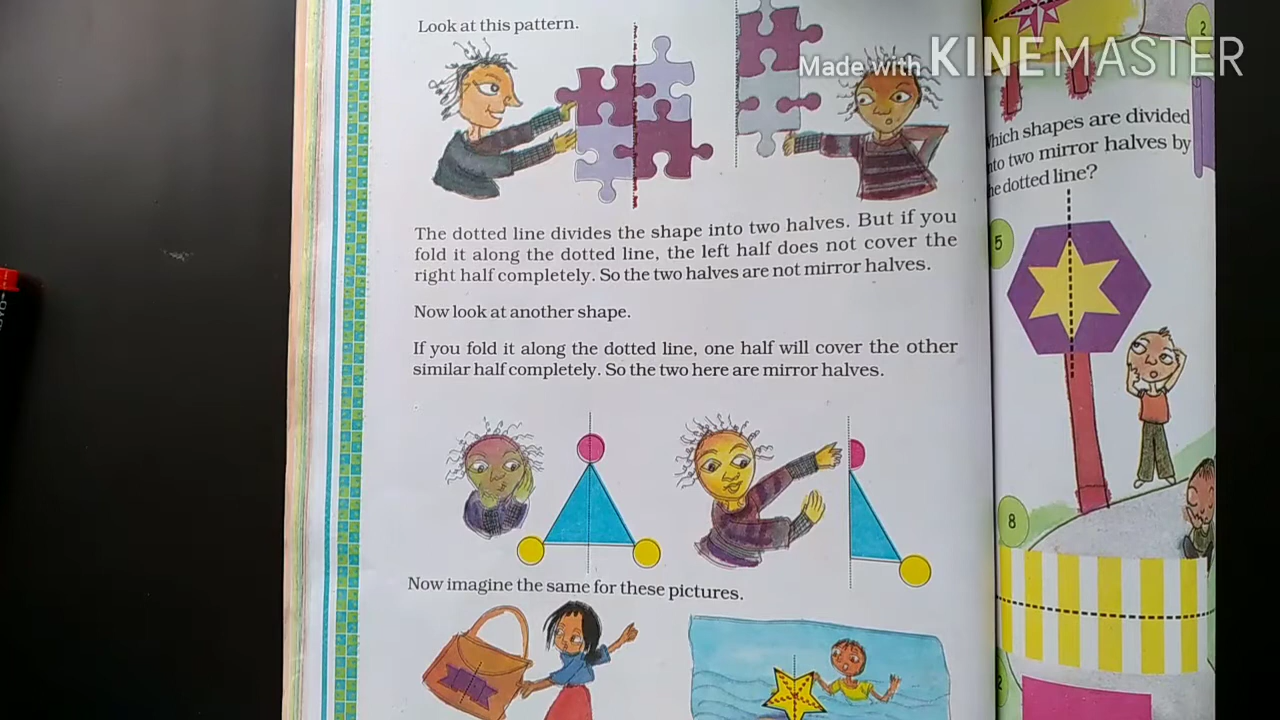 Look at this pattern.
Made with KINEMASTER
The dotted line divides the shape into two halves. But if you
fold it along the dotted line, the left half does not cover the
right half completely. So the two halves are not mirror halves.
Now look at another shape.
If you fold it along the dotted line, one half will cover the other
similar half completely. So the two here are mirror halves.
Now imagine the same for these pictures.
2
hich shapes are divided
nto two mirror halves by
he dotted line?
5
8